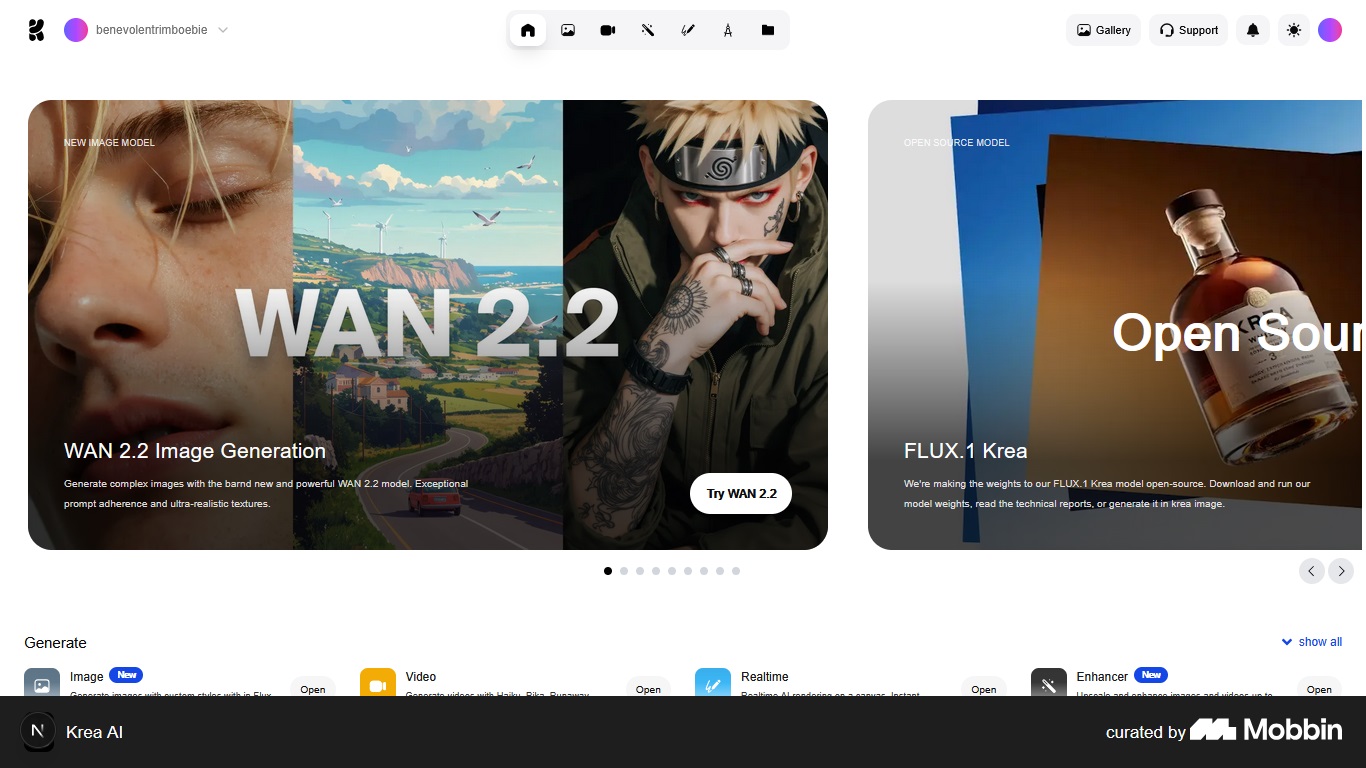 benevolentrimboebie
Gallery
Support
NEW IMAGE MODEL
WAN 2.2
WAN 2.2 Image Generation
Generate complex images with the barnd new and powerful WAN 2.2 model. Exceptional
prompt adherence and ultra-realistic textures.
Try WAN 2.2
OPEN SOURCE MODEL
KREA
3
Open Sour
FLUX.1 Krea
We're making the weights to our FLUX.1 Krea model open-source. Download and run our
model weights, read the technical reports, or generate it in krea image.
Generate
show all
Image New
Generate images with custom styles with in Flux
Open
Video
Generate videos with Haiku, Pika, Runaway
Open
Realtime
Realtime AI rendering on a canvas. Instant
Open
Enhancer New
Upscale and enhance images and videos up to
Open
N
Krea AI
curated by Mobbin